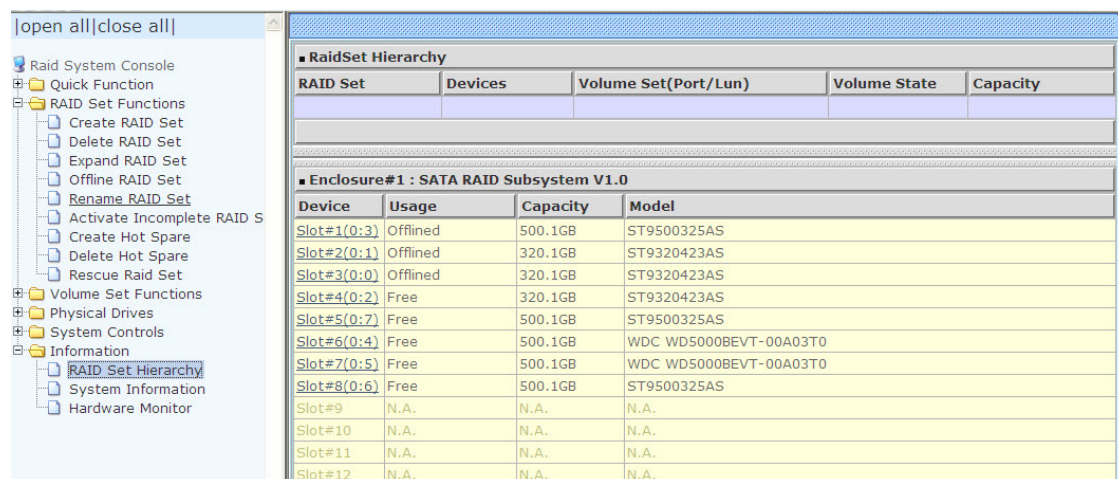 |open all|close all|
Raid System Console
Quick Function
RAID Set Functions
Create RAID Set
Delete RAID Set
Expand RAID Set
Offline RAID Set
Rename RAID Set
Activate Incomplete RAID S
Create Hot Spare
Delete Hot Spare
Rescue Raid Set
Volume Set Functions
Physical Drives
System Controls
Information
RAID Set Hierarchy
System Information
Hardware Monitor
RaidSet Hierarchy
RAID Set Devices Volume Set(Port/Lun) Volume State Capacity
Enclosure#1 : SATA RAID Subsystem V1.0
Device Usage Capacity Model
Slot#1(0:3) Offlined 500.1GB ST9500325AS
Slot#2(0:1) Offlined 320.1GB ST9320423AS
Slot#3(0:0) Offlined 320.1GB ST9320423AS
Slot#4(0:2) Free 320.1GB ST9320423AS
Slot#5(0:7) Free 500.1GB ST9500325AS
Slot#6(0:4) Free 500.1GB WDC WD5000BEVT-00A03T0
Slot#7(0:5) Free 500.1GB WDC WD5000BEVT-00A03T0
Slot#8(0:6) Free 500.1GB ST9500325AS
Slot#9 N.A. N.A. N.A.
Slot#10 N.A. N.A. N.A.
Slot#11 N.A. N.A. N.A.
Slot#12 N.A. N.A. N.A.